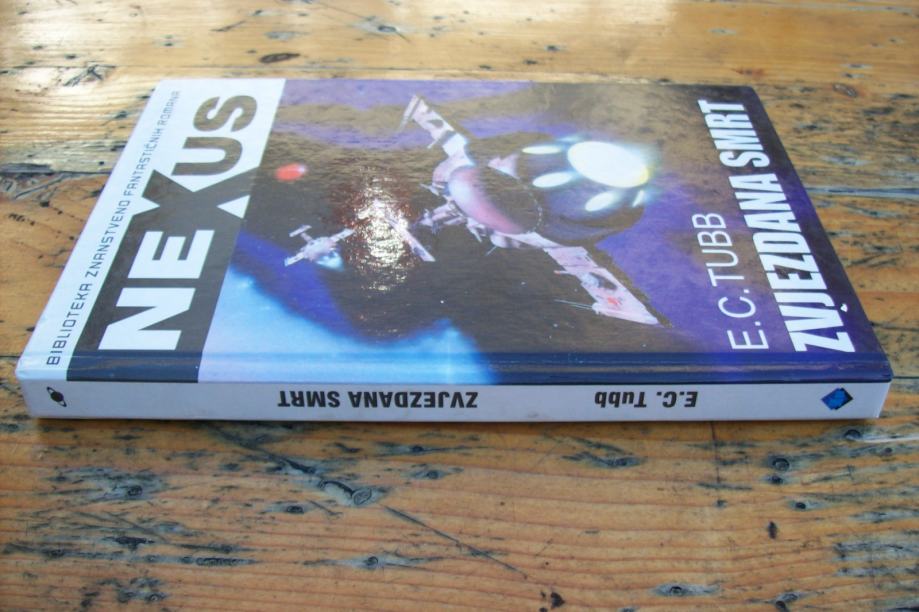 BIBLIOTEKA ZNANSTVENO FANTASTIČNIH ROMANA
NEXUS
E.C. TUBB
ZVJEZDANA SMRT
E.C. Tubb
ZVJEZDANA SMRT